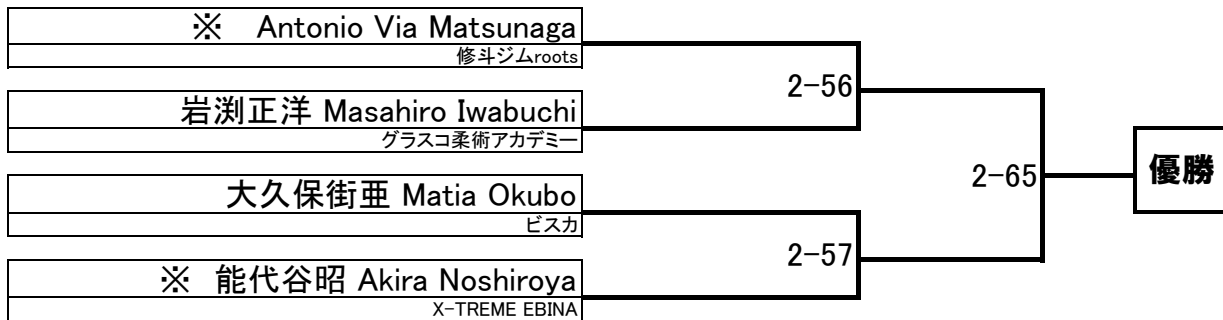 ※ Antonio Via Matsunaga
修斗ジムroots
2-56
岩渕正洋 Masahiro Iwabuchi
グラスコ柔術アカデミー
2-65
優勝
大久保街亜 Matia Okubo
ビスカ
2-57
※ 能代谷昭 Akira Noshiroya
X-TREME EBINA